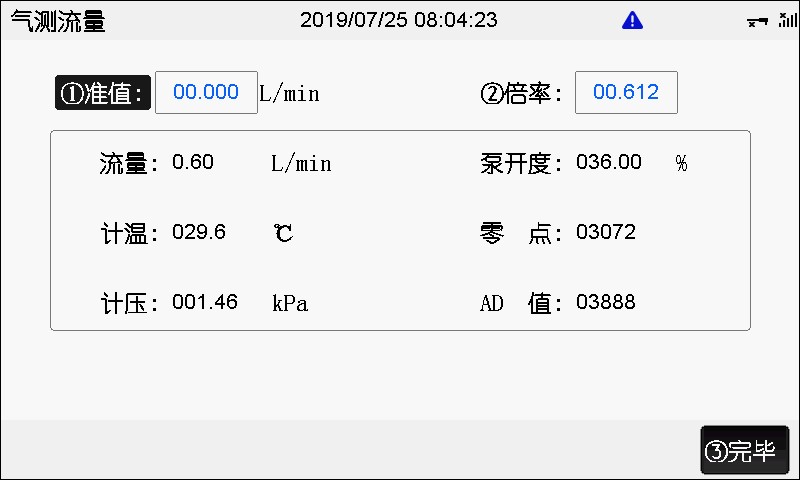 气测流量 2019/07/25 08:04:23
①准值: 00.000 L/min ②倍率: 00.612
流量: 0.60 L/min 泵开度: 036.00 %
计温: 029.6 ℃ 零 点: 03072
计压: 001.46 kPa AD 值: 03888
③完毕